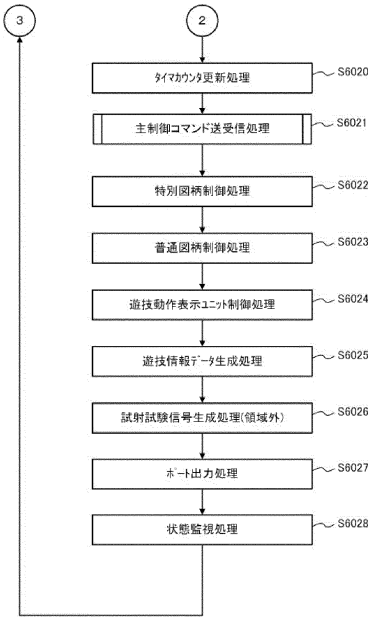 3
2
ﾀｲﾏｶｳﾝﾀ更新処理
S6020
主制御コマンド送受信処理
S6021
特別図柄制御処理
S6022
普通図柄制御処理
S6023
遊技動作表示ﾕﾆｯﾄ制御処理
S6024
遊技情報ﾃﾞｰﾀ生成処理
S6025
試射試験信号生成処理(領域外)
S6026
ﾎﾟｰﾄ出力処理
S6027
状態監視処理
S6028